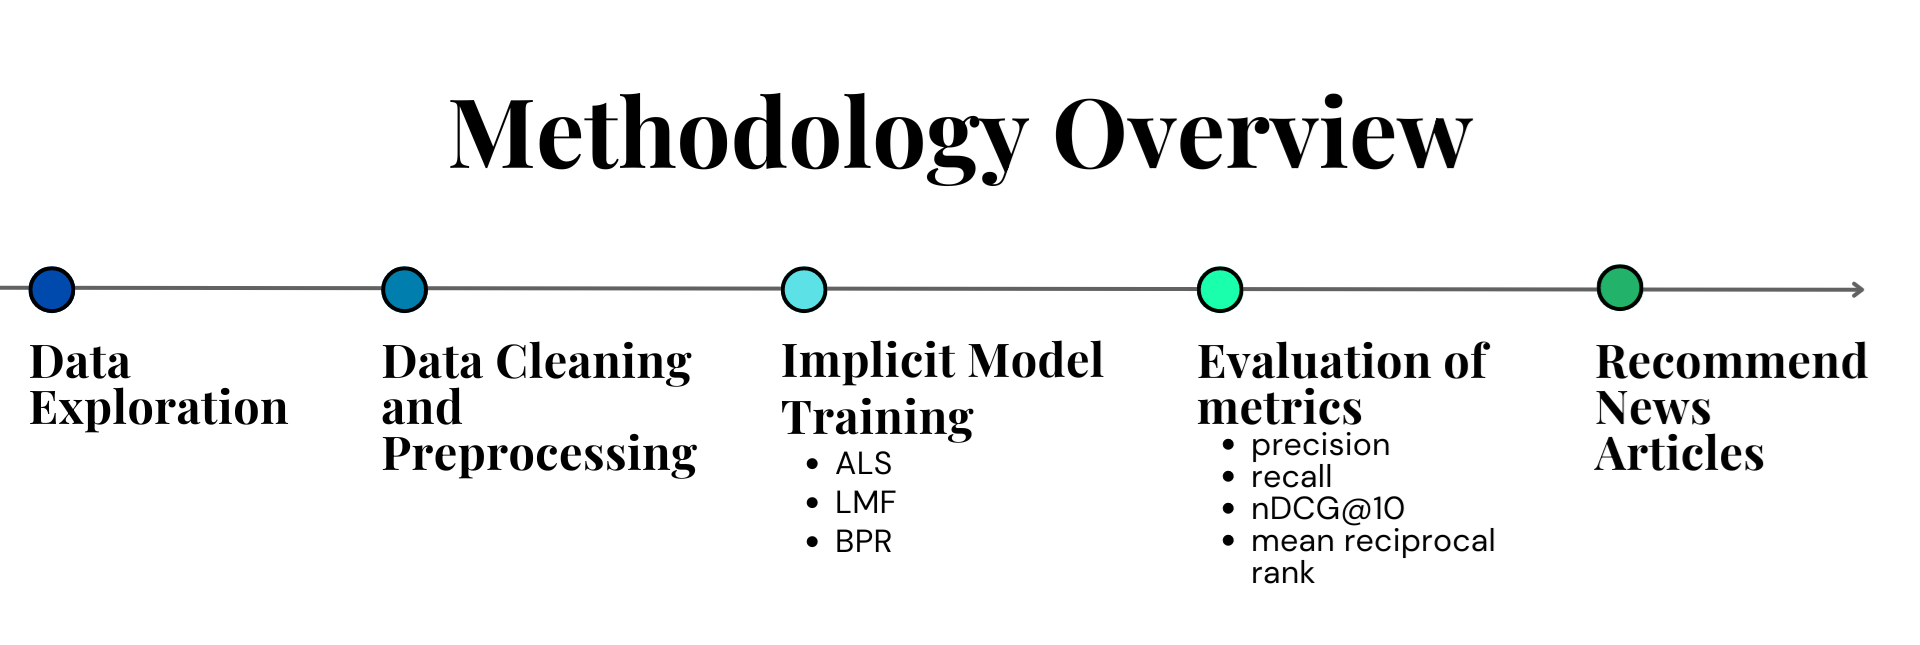 Methodology Overview
Data
Exploration
Data Cleaning
and
Preprocessing
Implicit Model
Training
• ALS
• LMF
• BPR
Evaluation of
metrics
• precision
• recall
• nDCG@10
• mean reciprocal
rank
Recommend
News
Articles